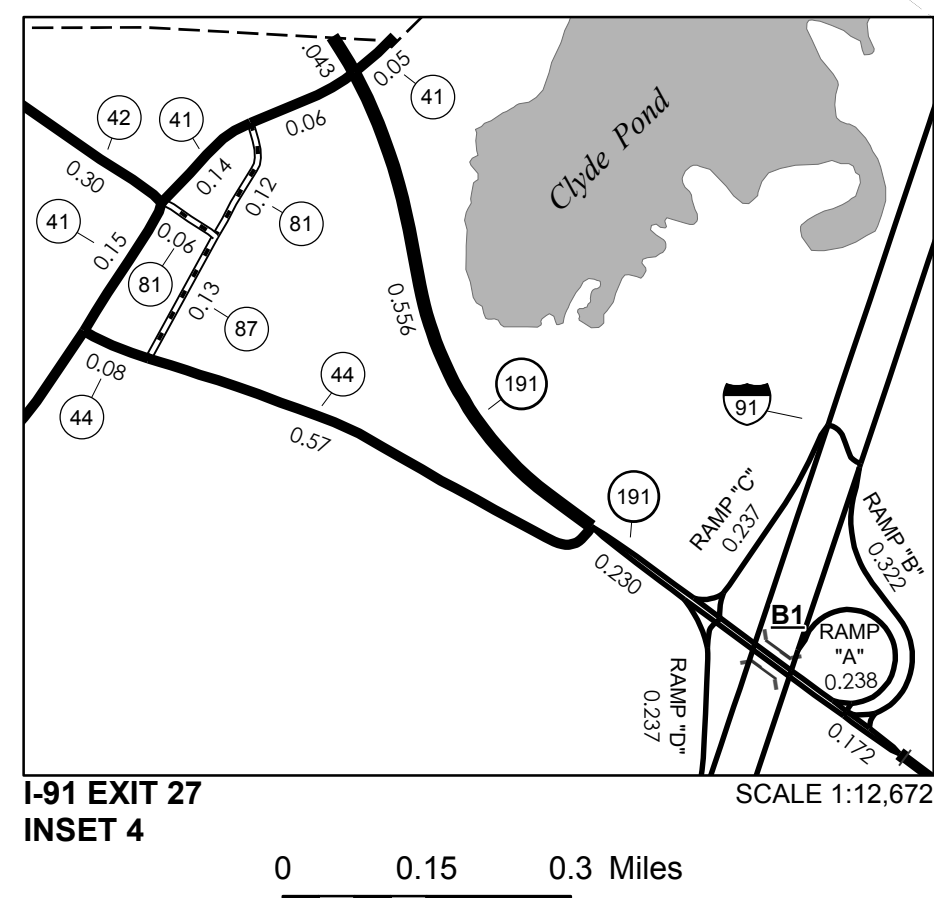 .043
0.05
41
0.06
42
41
0.14
0.12
81
0.30
41
0.15
0.06
81
0.13
87
Clyde Pond
0.556
191
44
0.08
44
0.57
91
191
0.230
RAMP "C"
0.237
RAMP "B"
0.322
B1
RAMP
"A"
0.238
RAMP "D"
0.237
0.172
I-91 EXIT 27
SCALE 1:12,672
INSET 4
0 0.15 0.3 Miles